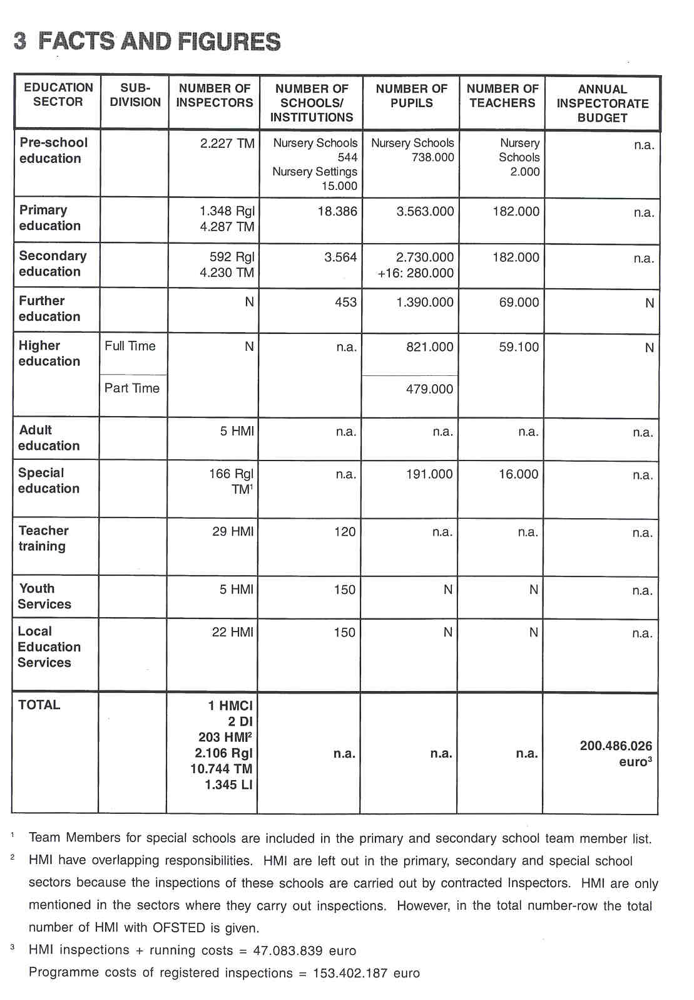 3 FACTS AND FIGURES
EDUCATION SECTOR | SUB-DIVISION | NUMBER OF INSPECTORS | NUMBER OF SCHOOLS/ INSTITUTIONS | NUMBER OF PUPILS | NUMBER OF TEACHERS | ANNUAL INSPECTORATE BUDGET
Pre-school education | | 2.227 TM | Nursery Schools 544 Nursery Settings 15.000 | Nursery Schools 738.000 | Nursery Schools 2.000 | n.a.
Primary education | | 1.348 Rgl 4.287 TM | 18.386 | 3.563.000 | 182.000 | n.a.
Secondary education | | 592 Rgl 4.230 TM | 3.564 | 2.730.000 +16: 280.000 | 182.000 | n.a.
Further education | | N | 453 | 1.390.000 | 69.000 | N
Higher education | Full Time | N | n.a. | 821.000 | 59.100 | N
Part Time | 479.000
Adult education | | 5 HMI | n.a. | n.a. | n.a. | n.a.
Special education | | 166 Rgl TM¹ | n.a. | 191.000 | 16.000 | n.a.
Teacher training | | 29 HMI | 120 | n.a. | n.a. | n.a.
Youth Services | | 5 HMI | 150 | N | N | n.a.
Local Education Services | | 22 HMI | 150 | N | N | n.a.
TOTAL | | 1 HMCI 2 DI 203 HMI² 2.106 Rgl 10.744 TM 1.345 LI | n.a. | n.a. | n.a. | 200.486.026 euro³
¹ Team Members for special schools are included in the primary and secondary school team member list.
² HMI have overlapping responsibilities. HMI are left out in the primary, secondary and special school
sectors because the inspections of these schools are carried out by contracted Inspectors. HMI are only
mentioned in the sectors where they carry out inspections. However, in the total number-row the total
number of HMI with OFSTED is given.
³ HMI inspections + running costs = 47.083.839 euro
Programme costs of registered inspections = 153.402.187 euro